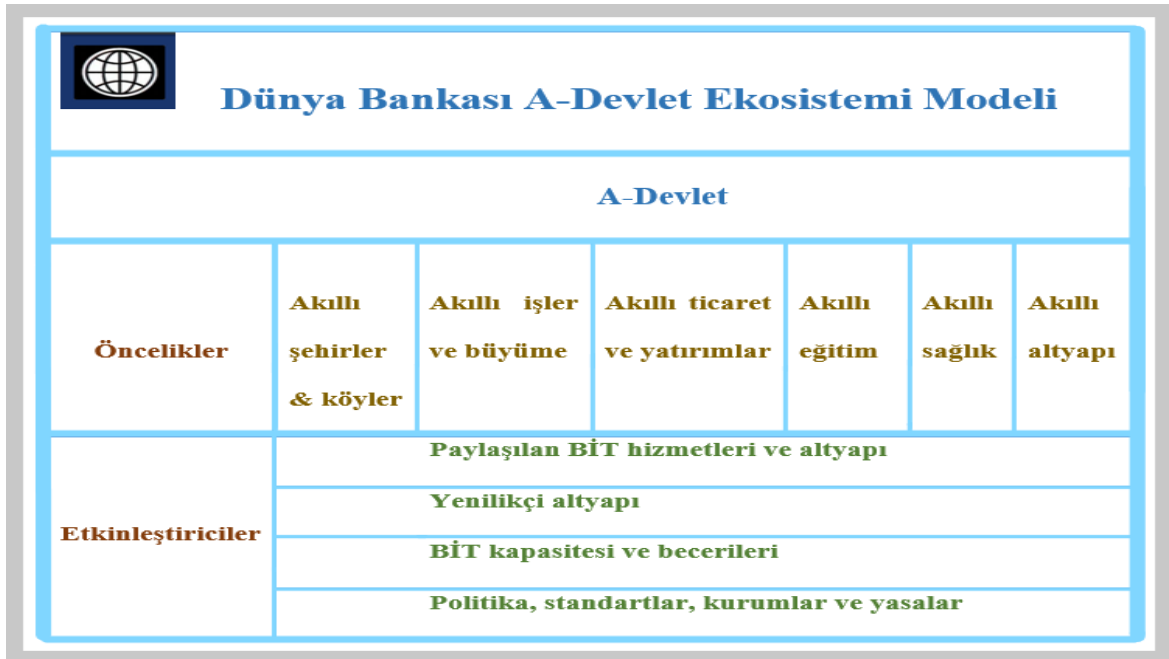 Dünya Bankası A-Devlet Ekosistemi Modeli
A-Devlet
Öncelikler
Akıllı
şehirler
& köyler
Akıllı işler
ve büyüme
Akıllı ticaret
ve yatırımlar
Akıllı
eğitim
Akıllı
sağlık
Akıllı
altyapı
Etkinleştiriciler
Paylaşılan BİT hizmetleri ve altyapı
Yenilikçi altyapı
BİT kapasitesi ve becerileri
Politika, standartlar, kurumlar ve yasalar